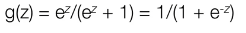 g(z) = e^z/(e^z + 1) = 1/(1 + e^-z)